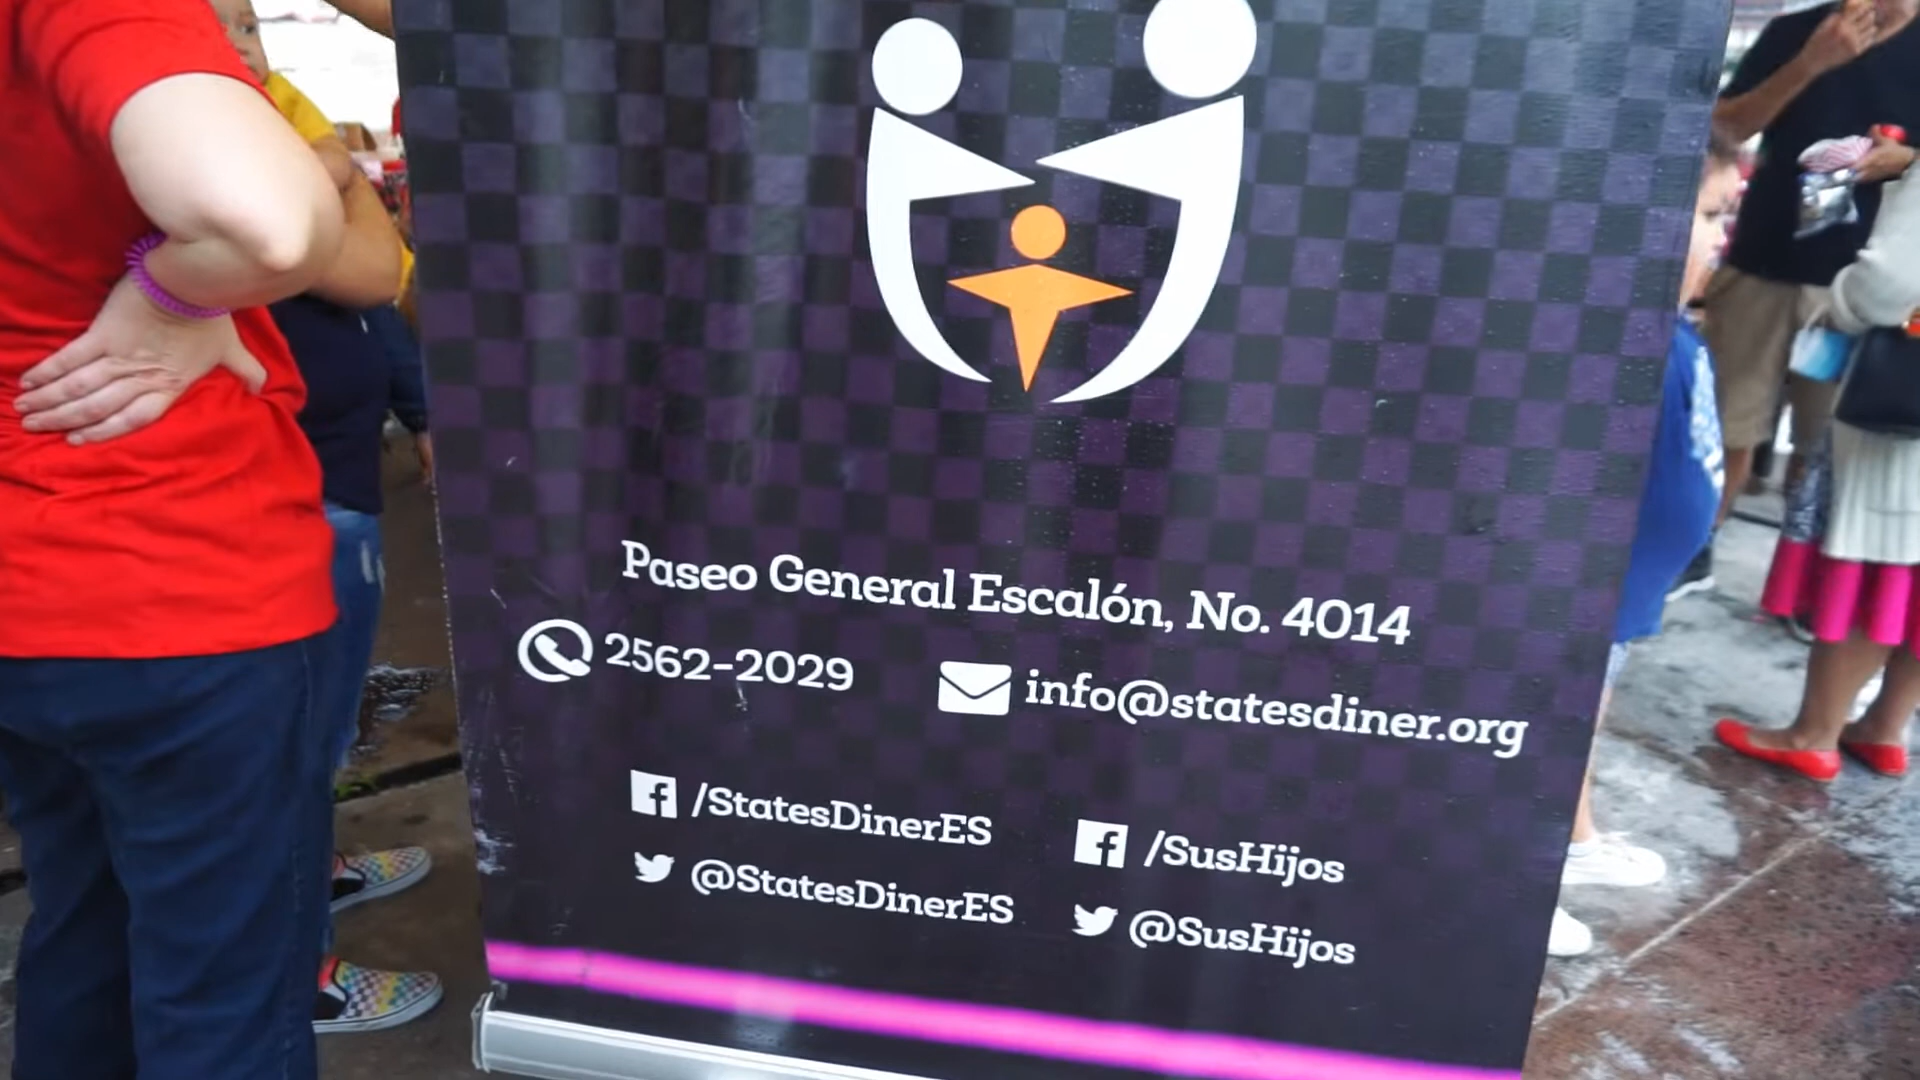 Paseo General Escalón, No. 4014
2562-2029
info@statesdiner.org
/StatesDinerES
/SusHijos
@StatesDinerES
@SusHijos